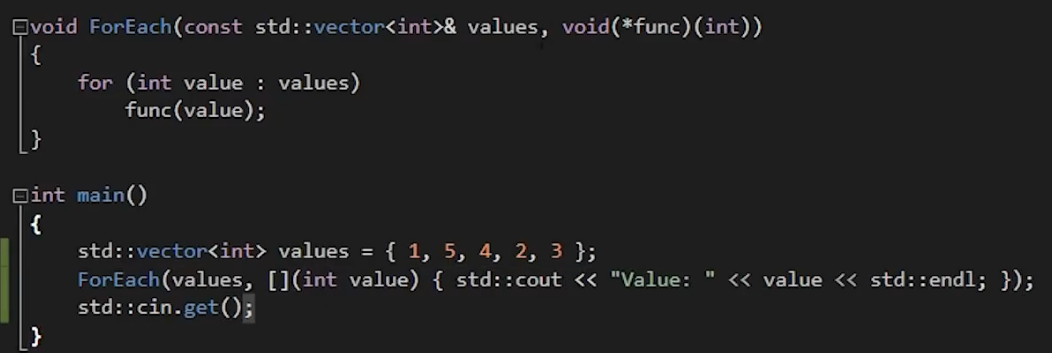 void ForEach(const std::vector<int>& values, void(*func)(int))
{
    for (int value : values)
        func(value);
}
int main()
{
    std::vector<int> values = { 1, 5, 4, 2, 3 };
    ForEach(values, [](int value) { std::cout << "Value: " << value << std::endl; });
    std::cin.get();
}